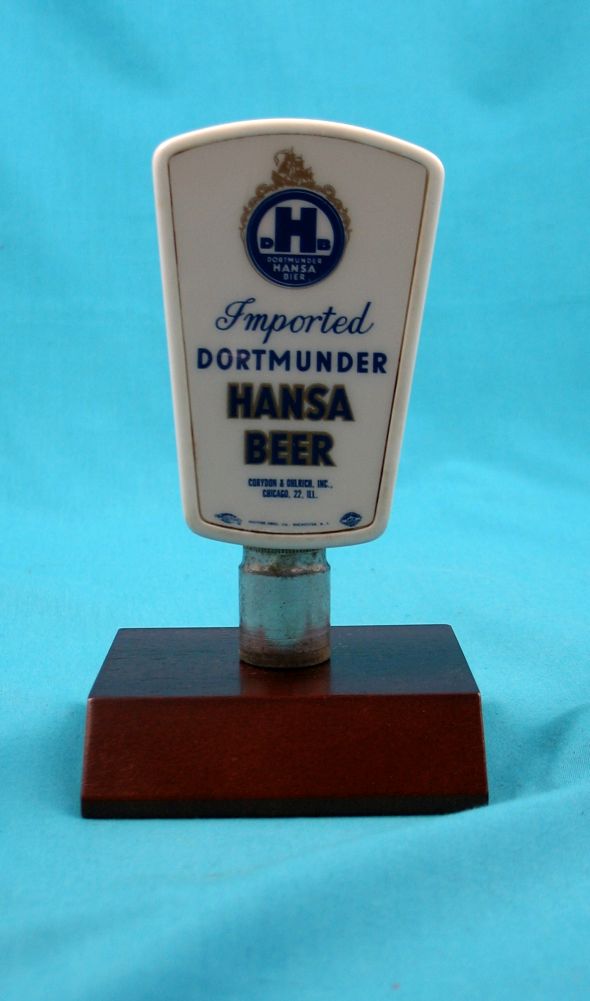 H
D B
DORTMUNDER
HANSA
BIER
Imported
DORTMUNDER
HANSA
BEER
CORYDON & OHLRICH, INC.,
CHICAGO, 22, ILL.